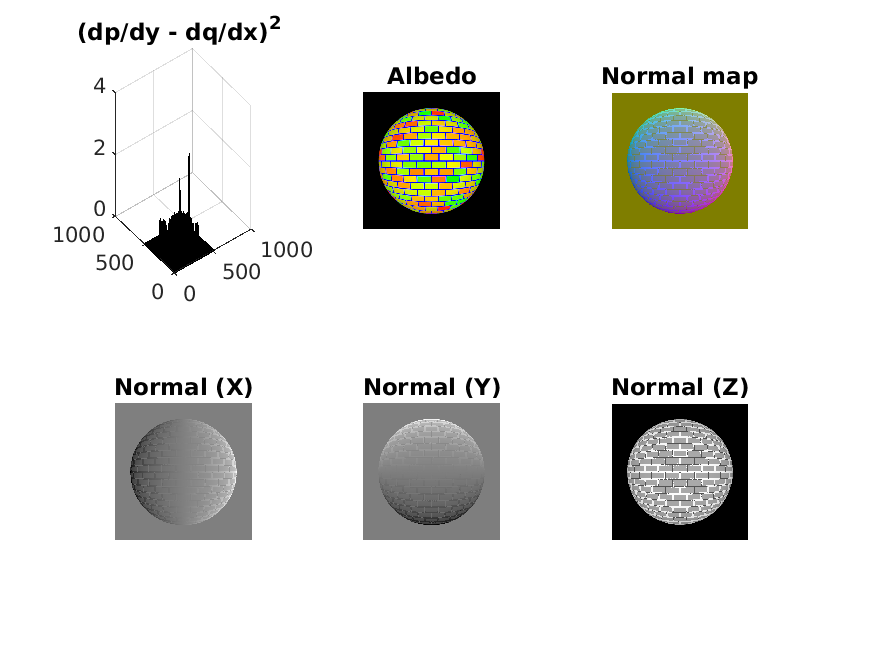 (dp/dy - dq/dx)²
4
2
0
1000
500
0
0
500
1000
Albedo
Normal map
Normal (X)
Normal (Y)
Normal (Z)